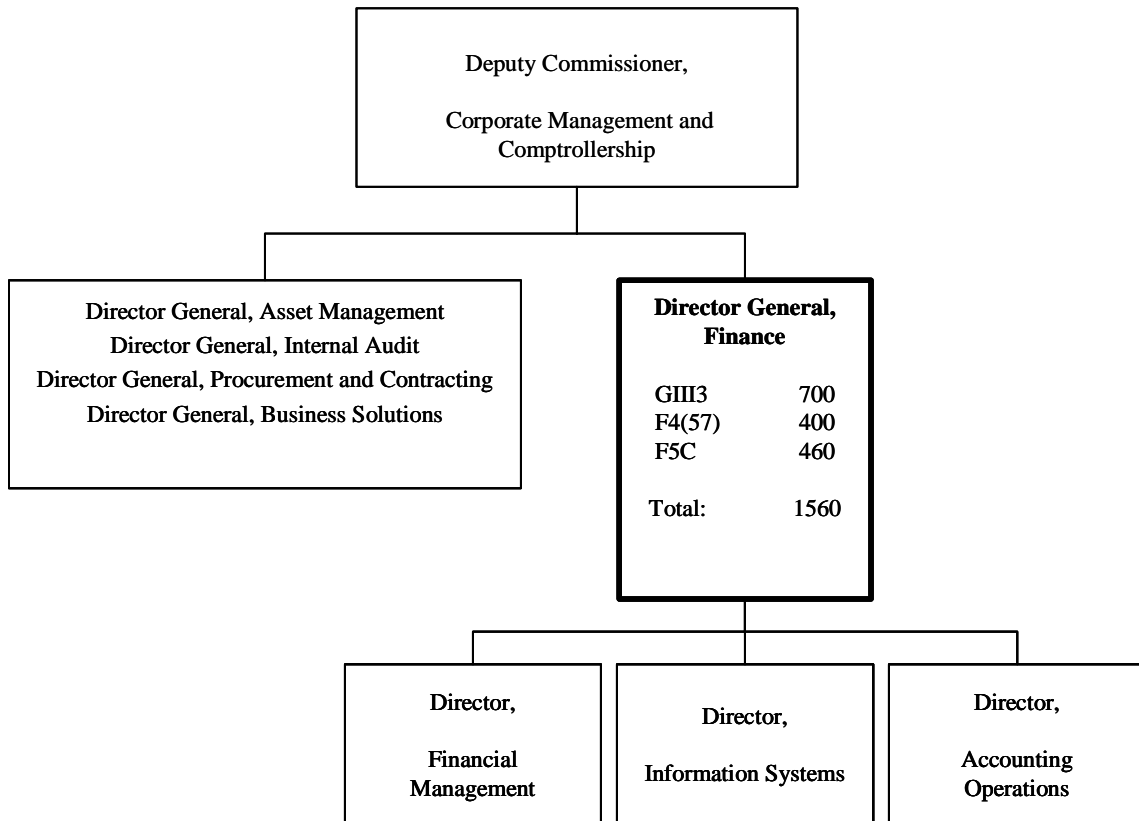 Deputy Commissioner,
Corporate Management and
Comptrollership
Director General, Asset Management
Director General, Internal Audit
Director General, Procurement and Contracting
Director General, Business Solutions
Director General,
Finance
GIII3 700
F4(57) 400
F5C 460
Total: 1560
Director,
Financial
Management
Director,
Information Systems
Director,
Accounting
Operations